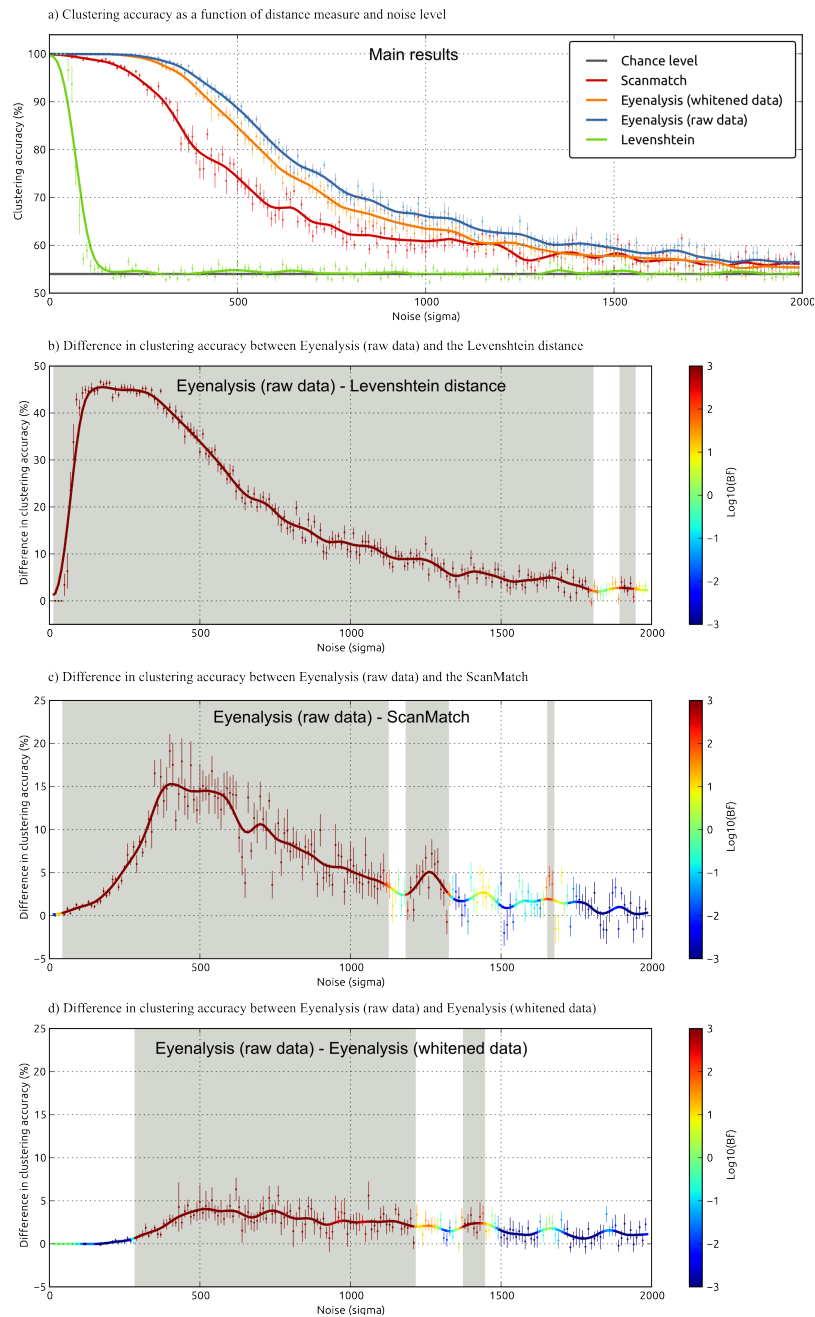 a) Clustering accuracy as a function of distance measure and noise level
Main results
Clustering accuracy (%)
100
90
80
70
60
50
Chance level
Scanmatch
Eyenalysis (whitened data)
Eyenalysis (raw data)
Levenshtein
500
1000
1500
2000
0
Noise (sigma)
b) Difference in clustering accuracy between Eyenalysis (raw data) and the Levenshtein distance
Eyenalysis (raw data) - Levenshtein distance
Difference in clustering accuracy (%)
50
40
30
20
10
0
0
500
1000
1500
2000
Noise (sigma)
3
2
1
0
−1
−2
−3
Log10(Bf)
c) Difference in clustering accuracy between Eyenalysis (raw data) and the ScanMatch
Eyenalysis (raw data) - ScanMatch
Difference in clustering accuracy (%)
25
20
15
10
5
0
−5
0
500
1000
1500
2000
Noise (sigma)
3
2
1
0
−1
−2
−3
Log10(Bf)
d) Difference in clustering accuracy between Eyenalysis (raw data) and Eyenalysis (whitened data)
Eyenalysis (raw data) - Eyenalysis (whitened data)
Difference in clustering accuracy (%)
25
20
15
10
5
0
−5
0
500
1000
1500
2000
Noise (sigma)
3
2
1
0
−1
−2
−3
Log10(Bf)